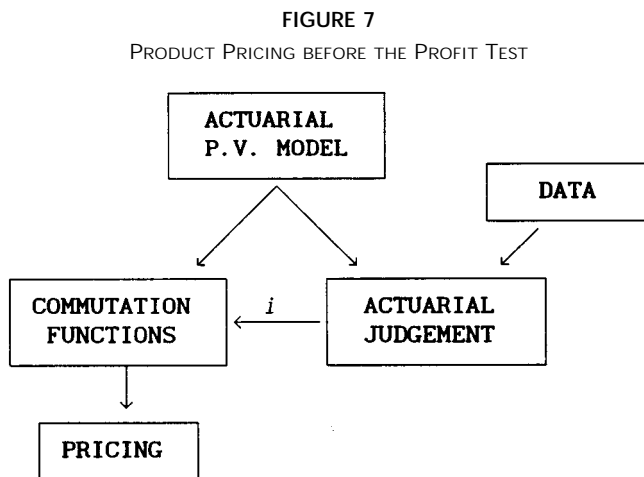 FIGURE 7
PRODUCT PRICING BEFORE THE PROFIT TEST
ACTUARIAL
P.V. MODEL
DATA
COMMUTATION
FUNCTIONS
i
ACTUARIAL
JUDGEMENT
PRICING